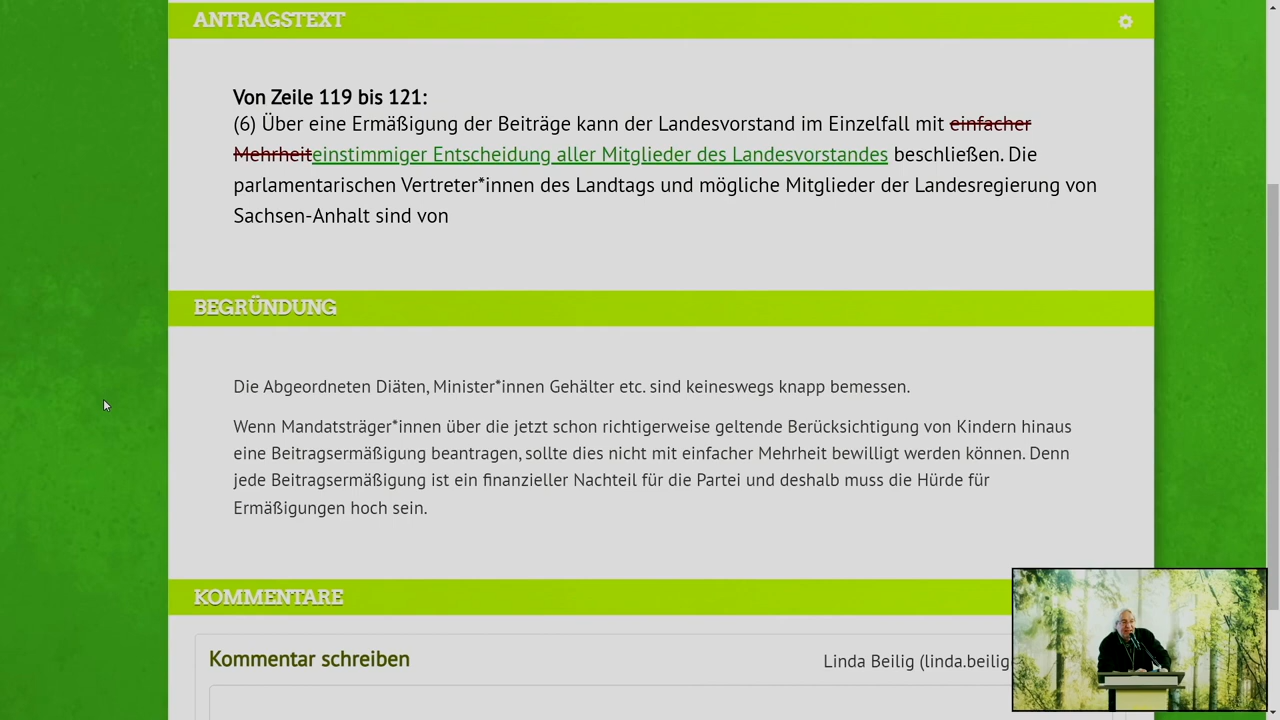 ANTRAGSTEXT
Von Zeile 119 bis 121:
(6) Über eine Ermäßigung der Beiträge kann der Landesvorstand im Einzelfall mit einfacher
Mehrheiteinstimmiger Entscheidung aller Mitglieder des Landesvorstandes beschließen. Die
parlamentarischen Vertreter*innen des Landtags und mögliche Mitglieder der Landesregierung von
Sachsen-Anhalt sind von
BEGRÜNDUNG
Die Abgeordneten Diäten, Minister*innen Gehälter etc. sind keineswegs knapp bemessen.
Wenn Mandatsträger*innen über die jetzt schon richtigerweise geltende Berücksichtigung von Kindern hinaus
eine Beitragsermäßigung beantragen, sollte dies nicht mit einfacher Mehrheit bewilligt werden können. Denn
jede Beitragsermäßigung ist ein finanzieller Nachteil für die Partei und deshalb muss die Hürde für
Ermäßigungen hoch sein.
KOMMENTARE
Kommentar schreiben
Linda Beilig (linda.beilig